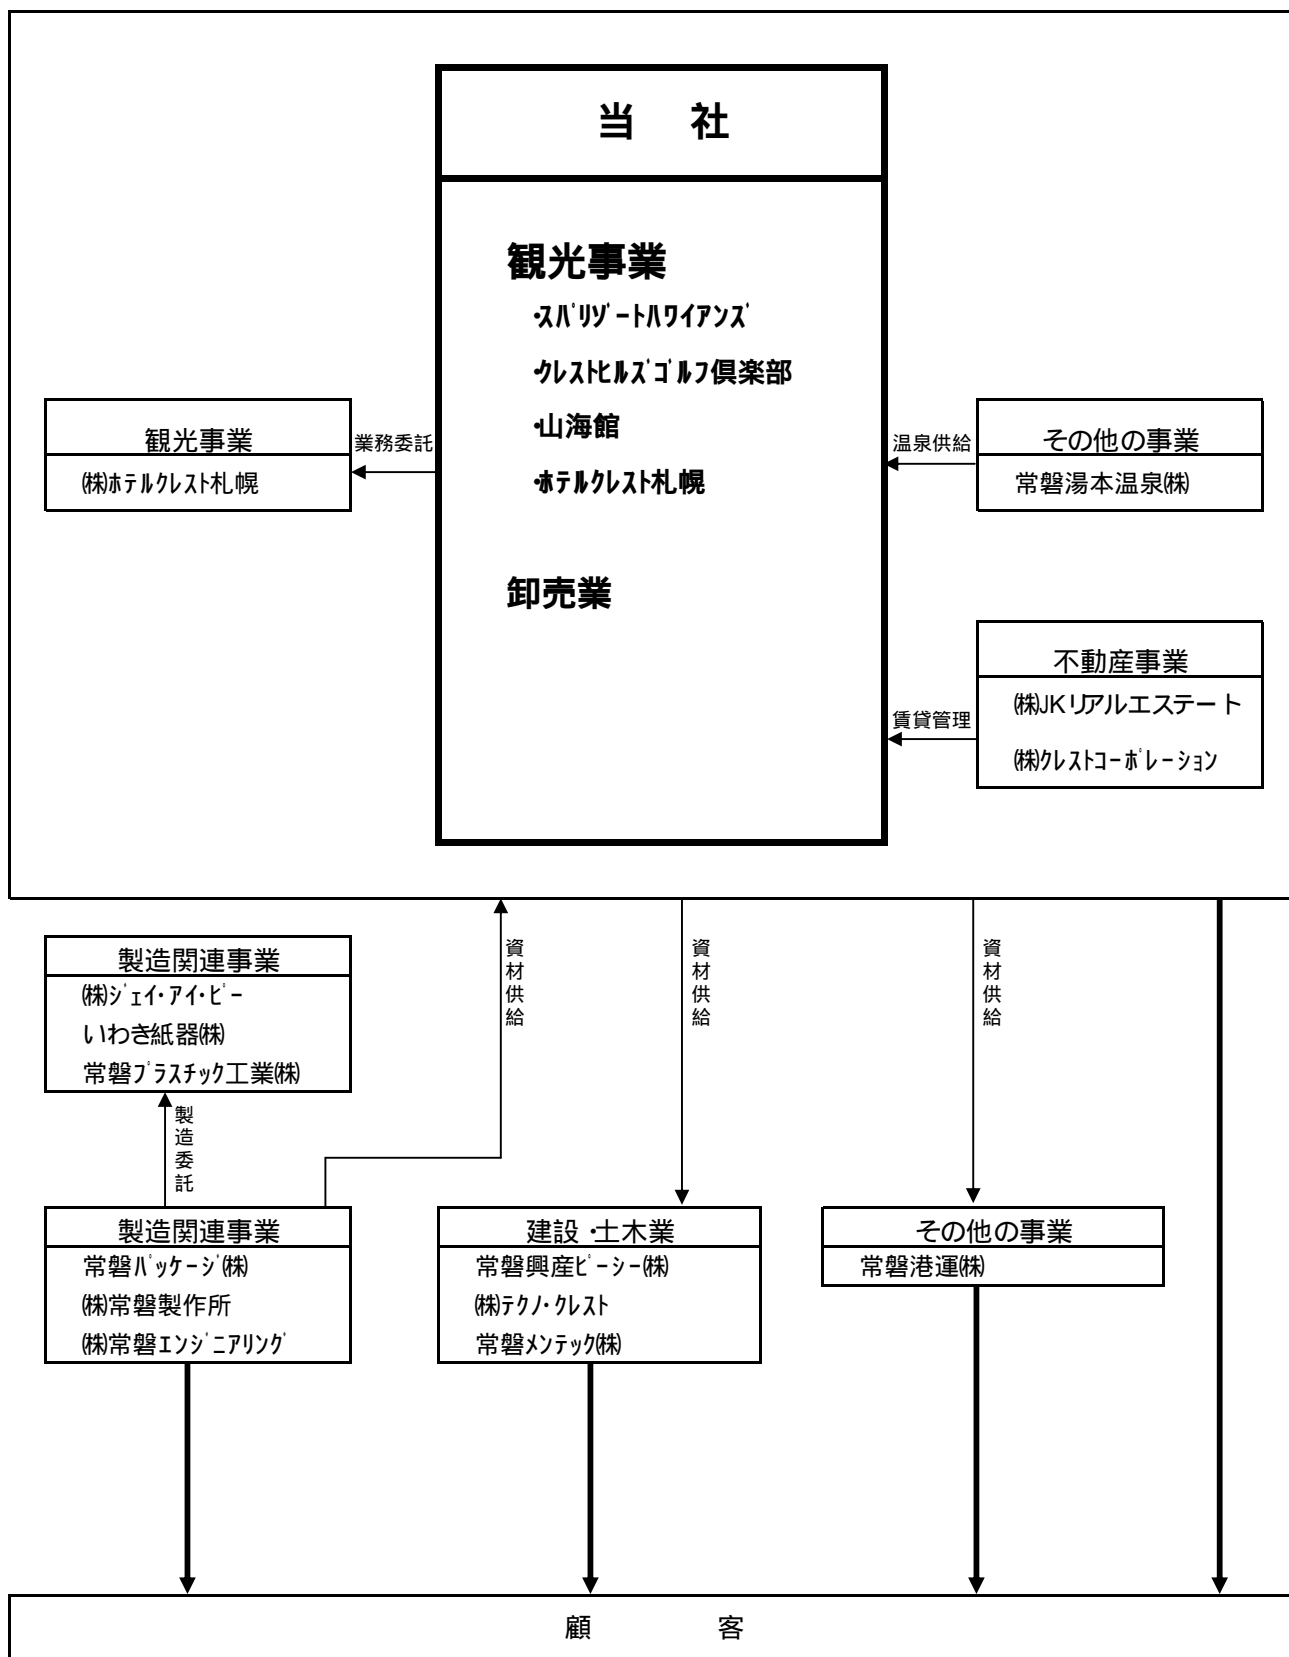 当 社
観光事業
・スパリゾートハワイアンズ
・クレストヒルズゴルフ倶楽部
・山海館
・ホテルクレスト札幌
卸売業
観光事業
㈱ホテルクレスト札幌
業務委託
温泉供給
その他の事業
常磐湯本温泉㈱
不動産事業
㈱JKリアルエステート
㈱クレストコーポレーション
賃貸管理
資材供給
資材供給
資材供給
製造関連事業
㈱ジェイ・アイ・ピー
いわき紙器㈱
常磐プラスチック工業㈱
製造委託
製造関連事業
常磐パッケージ㈱
㈱常磐製作所
㈱常磐エンジニアリング
建設・土木業
常磐興産ピーシー㈱
㈱テクノ・クレスト
常磐メンテック㈱
その他の事業
常磐港運㈱
顧 客